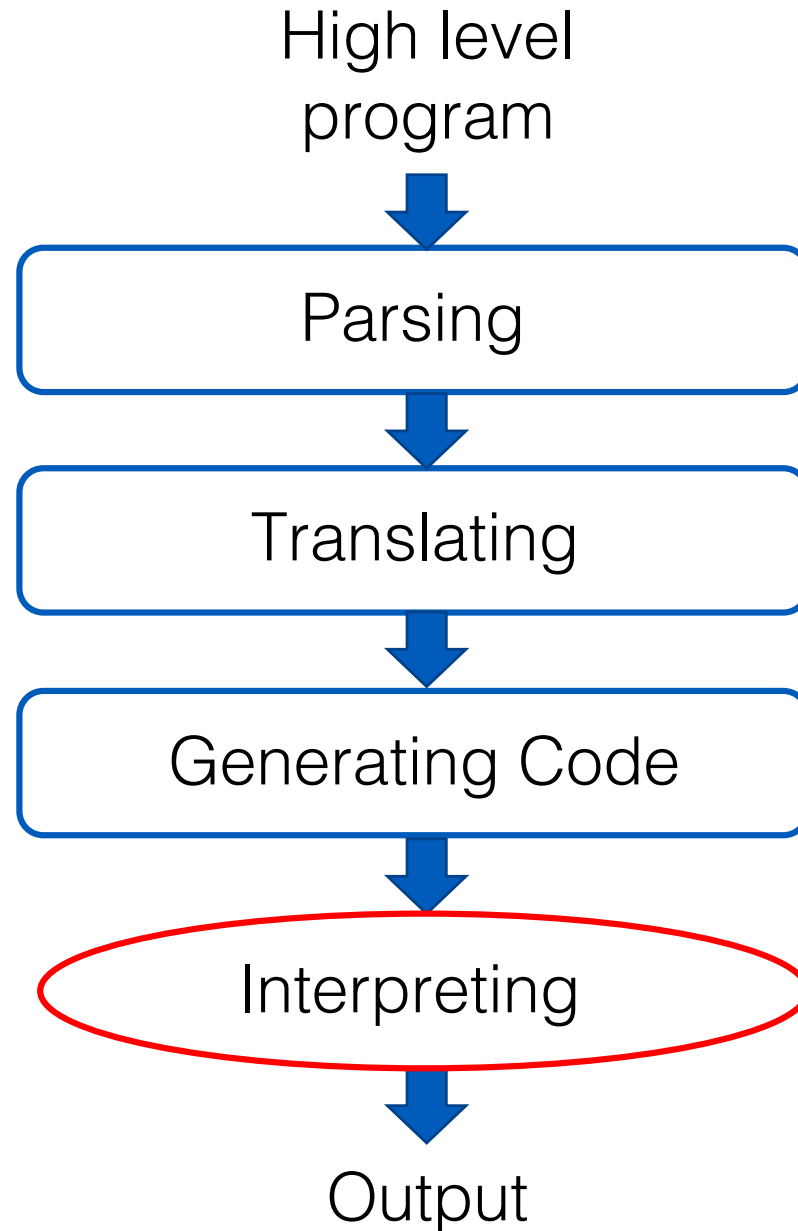 High level
program
Parsing
Translating
Generating Code
Interpreting
Output